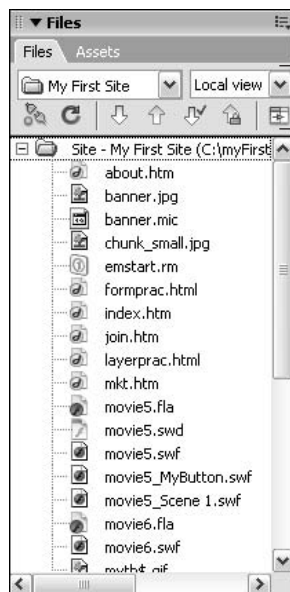 Files
Files Assets
My First Site Local view
Site - My First Site (C:\myFirst
about.htm
banner.jpg
banner.mic
chunk_small.jpg
emstart.rm
formprac.html
index.htm
join.htm
layerprac.html
mkt.htm
movie5.fla
movie5.swd
movie5.swf
movie5_MyButton.swf
movie5_Scene 1.swf
movie6.fla
movie6.swf